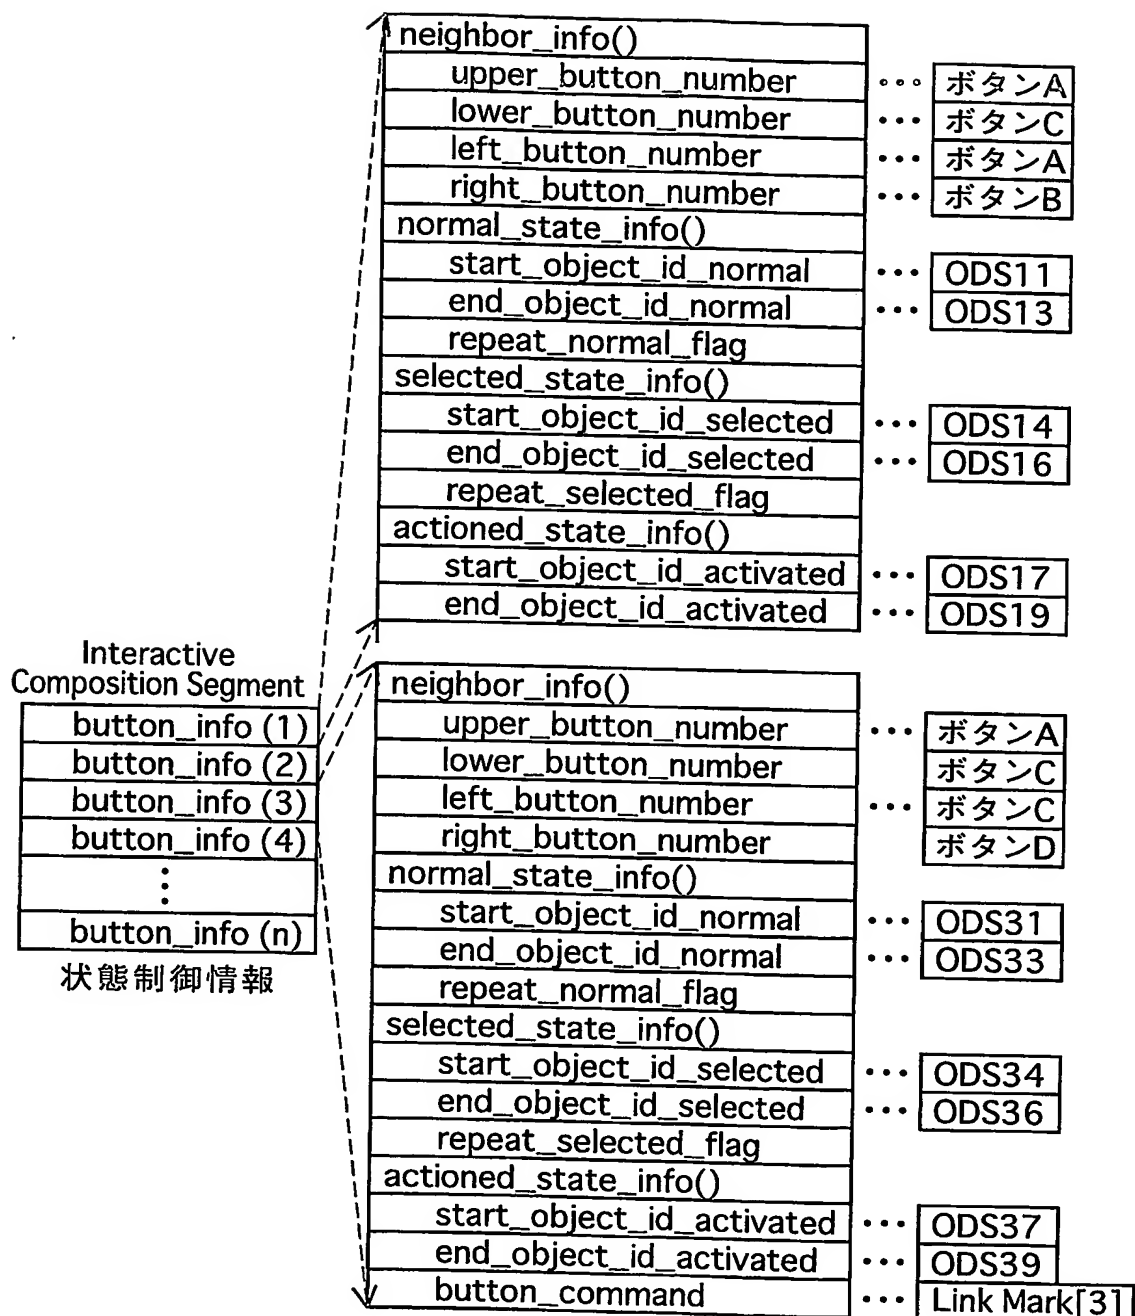 neighbor_info()
upper_button_number ••• ボタンA
lower_button_number ••• ボタンC
left_button_number ••• ボタンA
right_button_number ••• ボタンB
normal_state_info()
start_object_id_normal ••• ODS11
end_object_id_normal ••• ODS13
repeat_normal_flag
selected_state_info()
start_object_id_selected ••• ODS14
end_object_id_selected ••• ODS16
repeat_selected_flag
actioned_state_info()
start_object_id_activated ••• ODS17
end_object_id_activated ••• ODS19
Interactive
Composition Segment
button_info (1)
button_info (2)
button_info (3)
button_info (4)
⋮
button_info (n)
状態制御情報
neighbor_info()
upper_button_number ••• ボタンA
lower_button_number ボタンC
left_button_number ••• ボタンC
right_button_number ボタンD
normal_state_info()
start_object_id_normal ••• ODS31
end_object_id_normal ••• ODS33
repeat_normal_flag
selected_state_info()
start_object_id_selected ••• ODS34
end_object_id_selected ••• ODS36
repeat_selected_flag
actioned_state_info()
start_object_id_activated ••• ODS37
end_object_id_activated ••• ODS39
button_command ••• Link Mark[3]